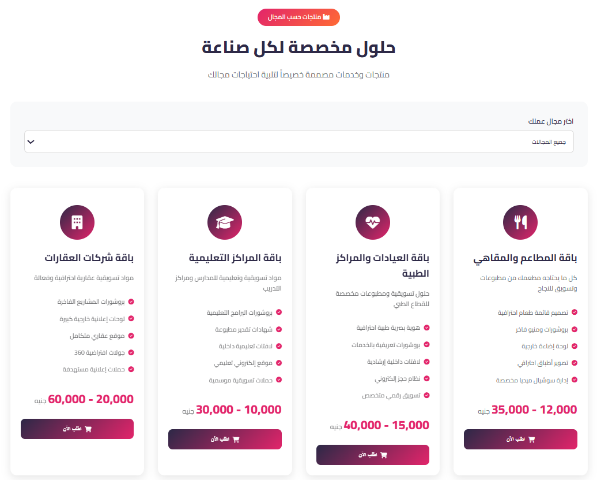 منتجات حسب المجال
حلول مخصصة لكل صناعة
منتجات وخدمات مصممة خصيصاً لتلبية احتياجات مجالك
اختر مجال عملك
جميع المجالات
باقة المطاعم والمقاهي
كل ما يحتاجه مطعمك من مطبوعات
وتسويق للنجاح
تصميم قائمة طعام احترافية
بروشورات ومنيو فاخر
لوحة إضاءة خارجية
تصوير أطباق احترافي
إدارة سوشيال ميديا مخصصة
12,000 - 35,000 جنيه
اطلب الآن
باقة العيادات والمراكز
الطبية
حلول تسويقية ومطبوعات مخصصة
للقطاع الطبي
هوية بصرية طبية احترافية
بروشورات تعريفية بالخدمات
لافتات داخلية إرشادية
نظام حجز إلكتروني
تسويق رقمي متخصص
15,000 - 40,000 جنيه
اطلب الآن
باقة المراكز التعليمية
مواد تسويقية وتعليمية للمدارس ومراكز
التدريب
بروشورات البرامج التعليمية
شهادات تقدير مطبوعة
لافتات تعليمية داخلية
موقع إلكتروني تعليمي
حملات تسويقية موسمية
10,000 - 30,000 جنيه
اطلب الآن
باقة شركات العقارات
مواد تسويقية عقارية احترافية وفعالة
بروشورات المشاريع الفاخرة
لوحات إعلانية خارجية كبيرة
موقع عقاري متكامل
جولات افتراضية 360
حملات إعلانية مستهدفة
20,000 - 60,000 جنيه
اطلب الآن